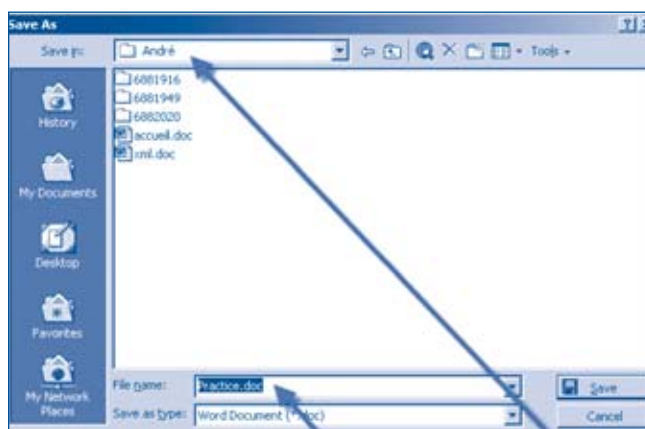 Save As
Save in:
André
Tools
6881916
6881949
6882020
accueil.doc
xml.doc
History
My Documents
Desktop
Favorites
My Network
Places
File name:
Practice.doc
Save
Save as type:
Word Document (*.doc)
Cancel